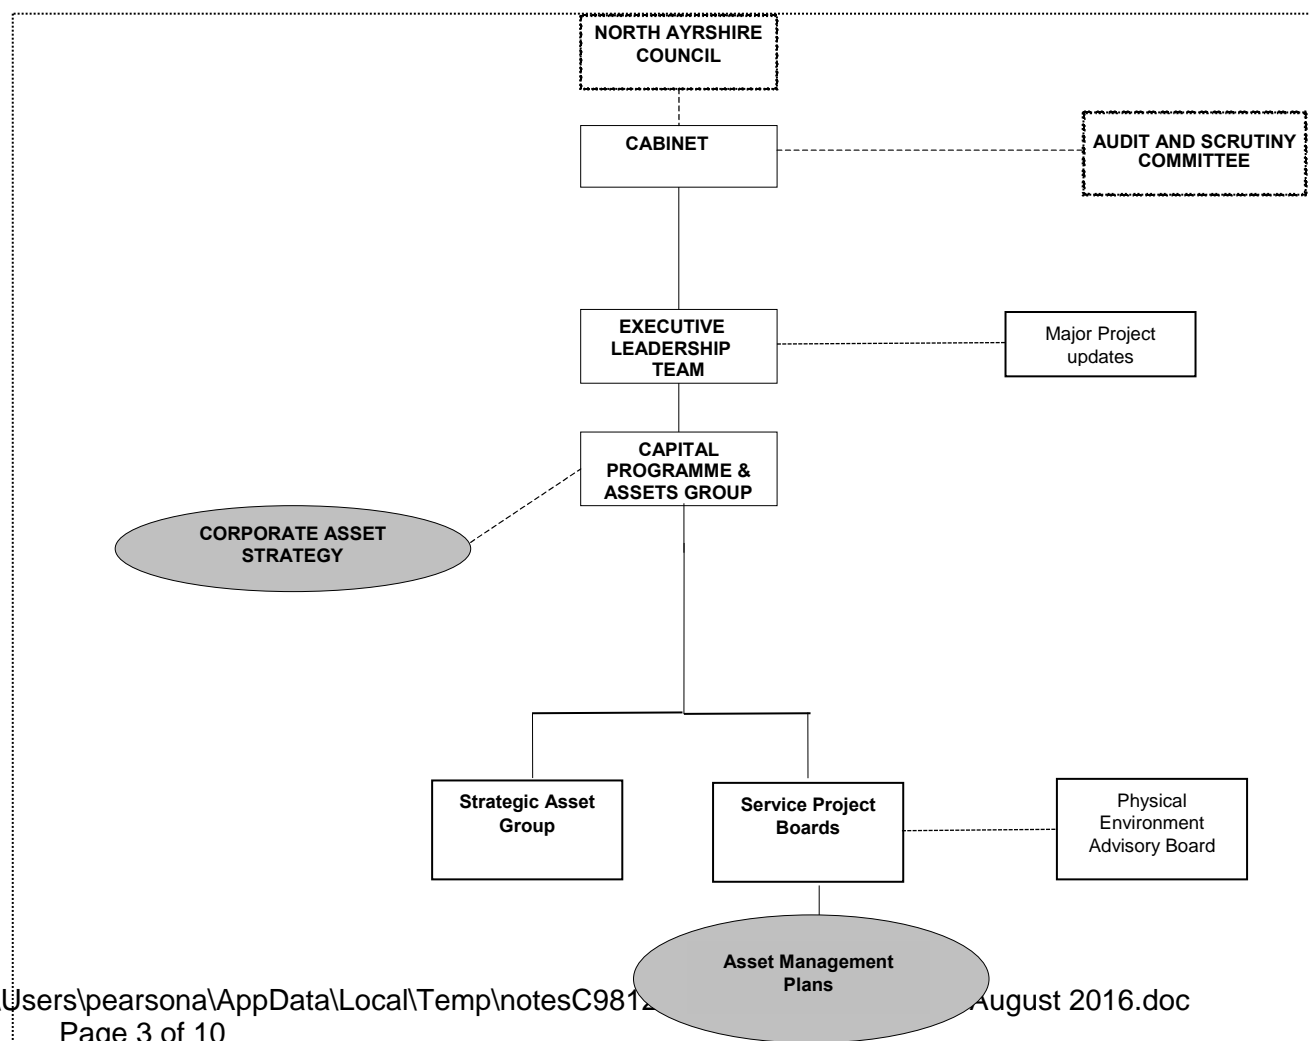 NORTH AYRSHIRE
COUNCIL
CABINET
AUDIT AND SCRUTINY
COMMITTEE
EXECUTIVE
LEADERSHIP
TEAM
Major Project
updates
CAPITAL
PROGRAMME &
ASSETS GROUP
CORPORATE ASSET
STRATEGY
Strategic Asset
Group
Service Project
Boards
Physical
Environment
Advisory Board
Asset Management
Plans
\Users\pearsona\AppData\Local\Temp\notesC9812 August 2016.doc
Page 3 of 10